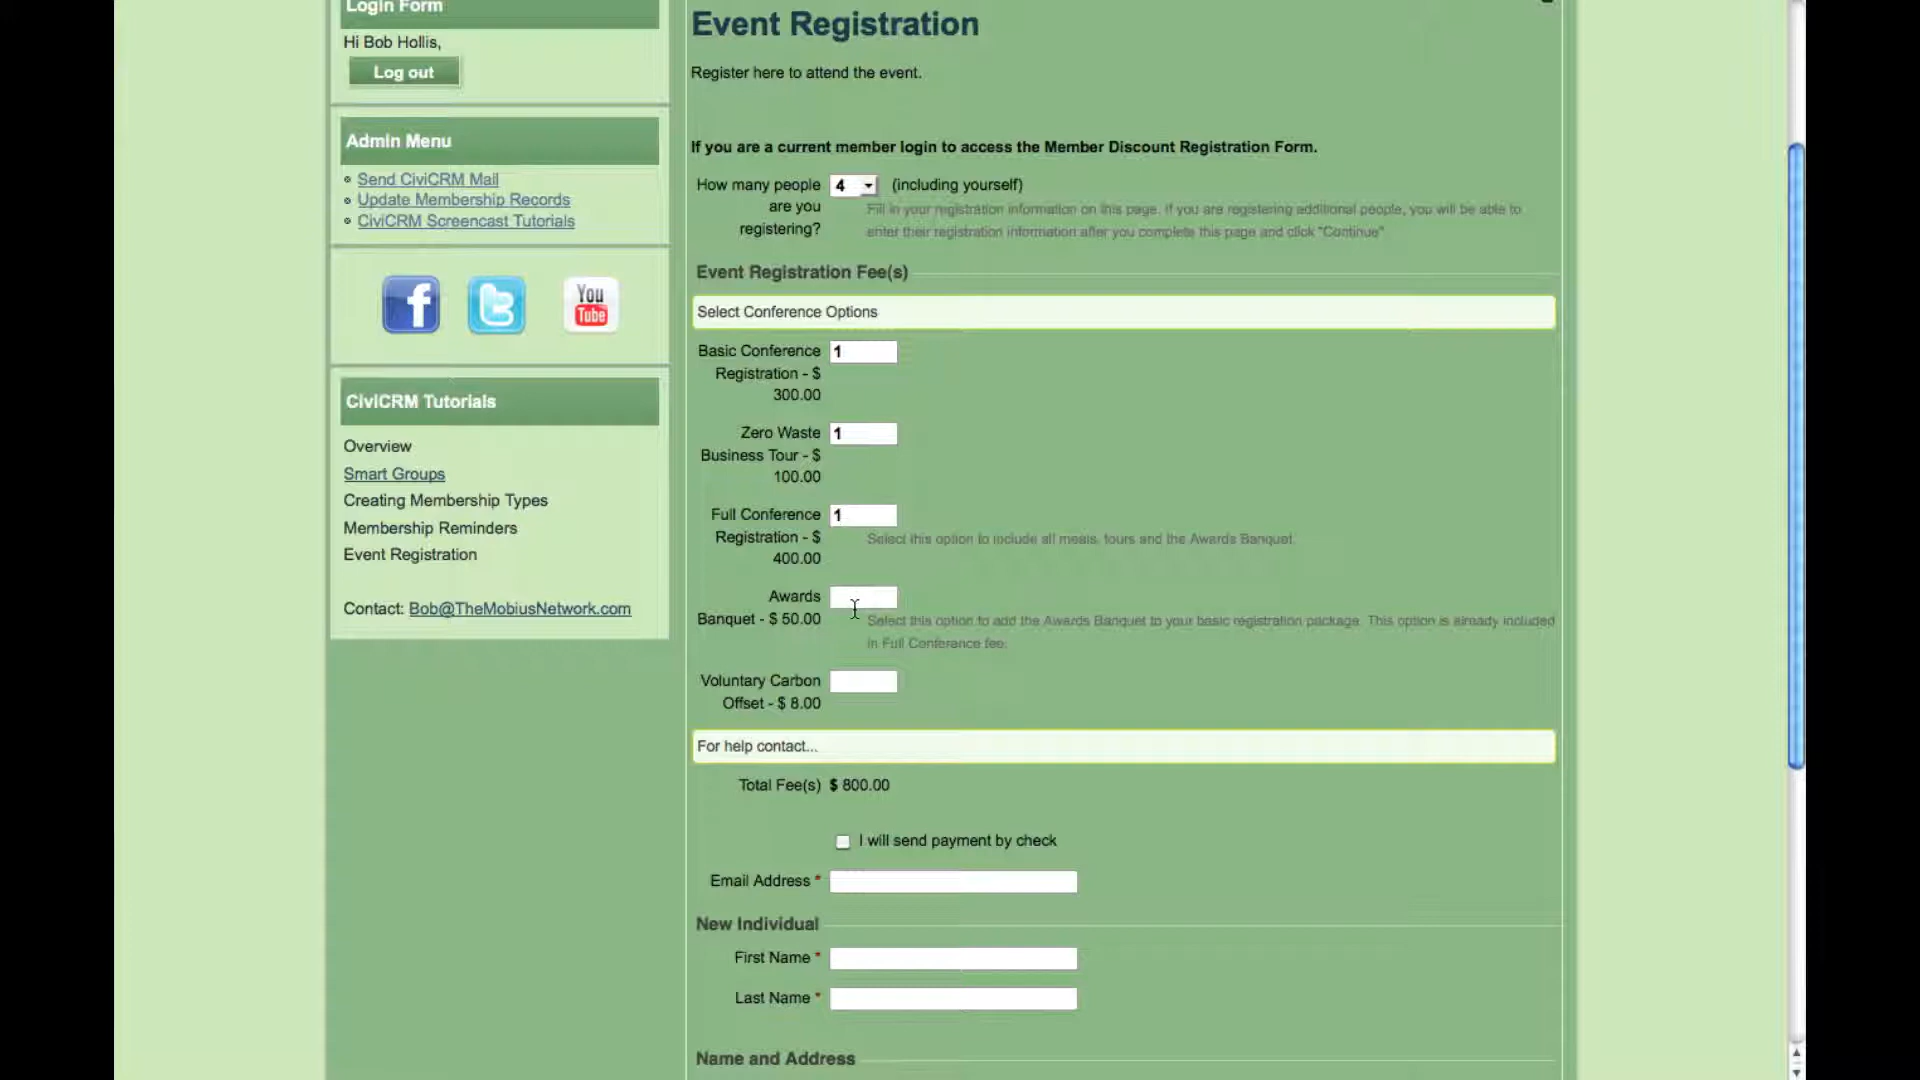 Login Form
Hi Bob Hollis,
Log out
Admin Menu
Send CiviCRM Mail
Update Membership Records
CiviCRM Screencast Tutorials
You
Tube
CiviCRM Tutorials
Overview
Smart Groups
Creating Membership Types
Membership Reminders
Event Registration
Contact: Bob@TheMobiusNetwork.com
Event Registration
Register here to attend the event.
If you are a current member login to access the Member Discount Registration Form.
How many people 4 (including yourself)
are you
registering?
Fill in your registration information on this page. If you are registering additional people, you will be able to
enter their registration information after you complete this page and click "Continue"
Event Registration Fee(s)
Select Conference Options
Basic Conference 1
Registration - $
300.00
Zero Waste 1
Business Tour - $
100.00
Full Conference 1
Registration - $
400.00
Select this option to include all meals, tours and the Awards Banquet.
Awards
Banquet - $ 50.00
Select this option to add the Awards Banquet to your basic registration package. This option is already included
in Full Conference fee.
Voluntary Carbon
Offset - $ 8.00
For help contact...
Total Fee(s) $ 800.00
I will send payment by check
Email Address *
New Individual
First Name *
Last Name *
Name and Address